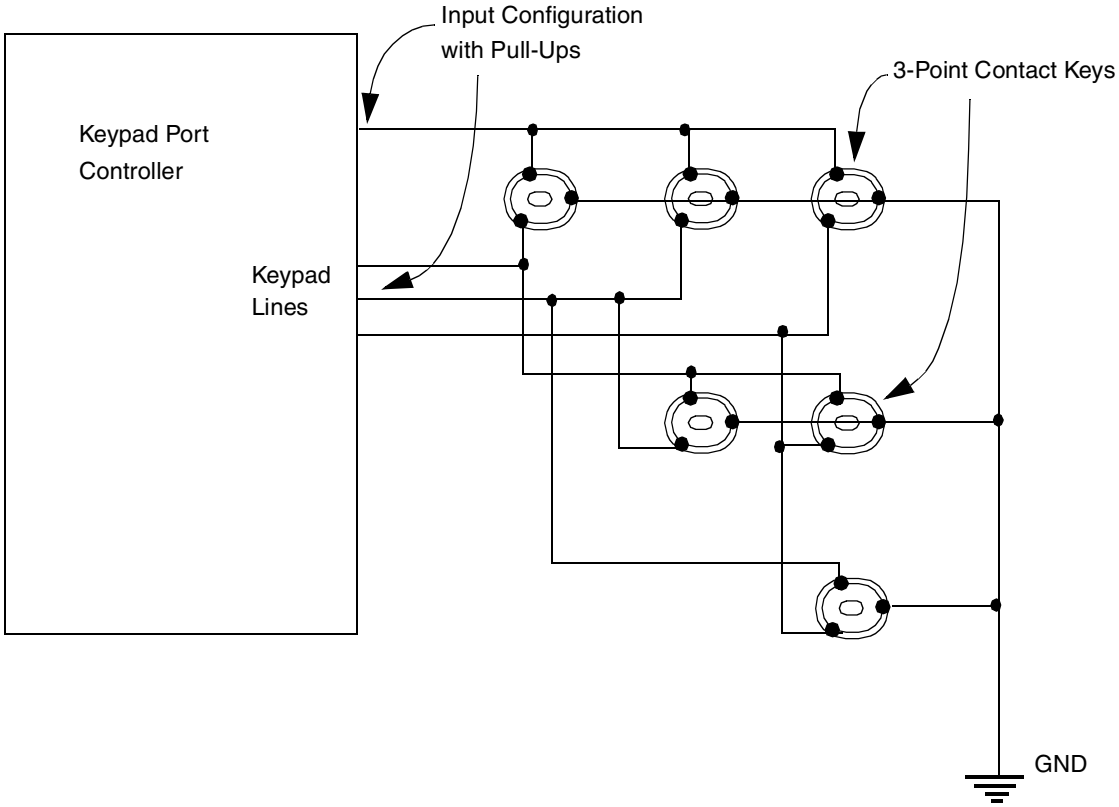 Input Configuration
with Pull-Ups
3-Point Contact Keys
Keypad Port
Controller
Keypad
Lines
GND